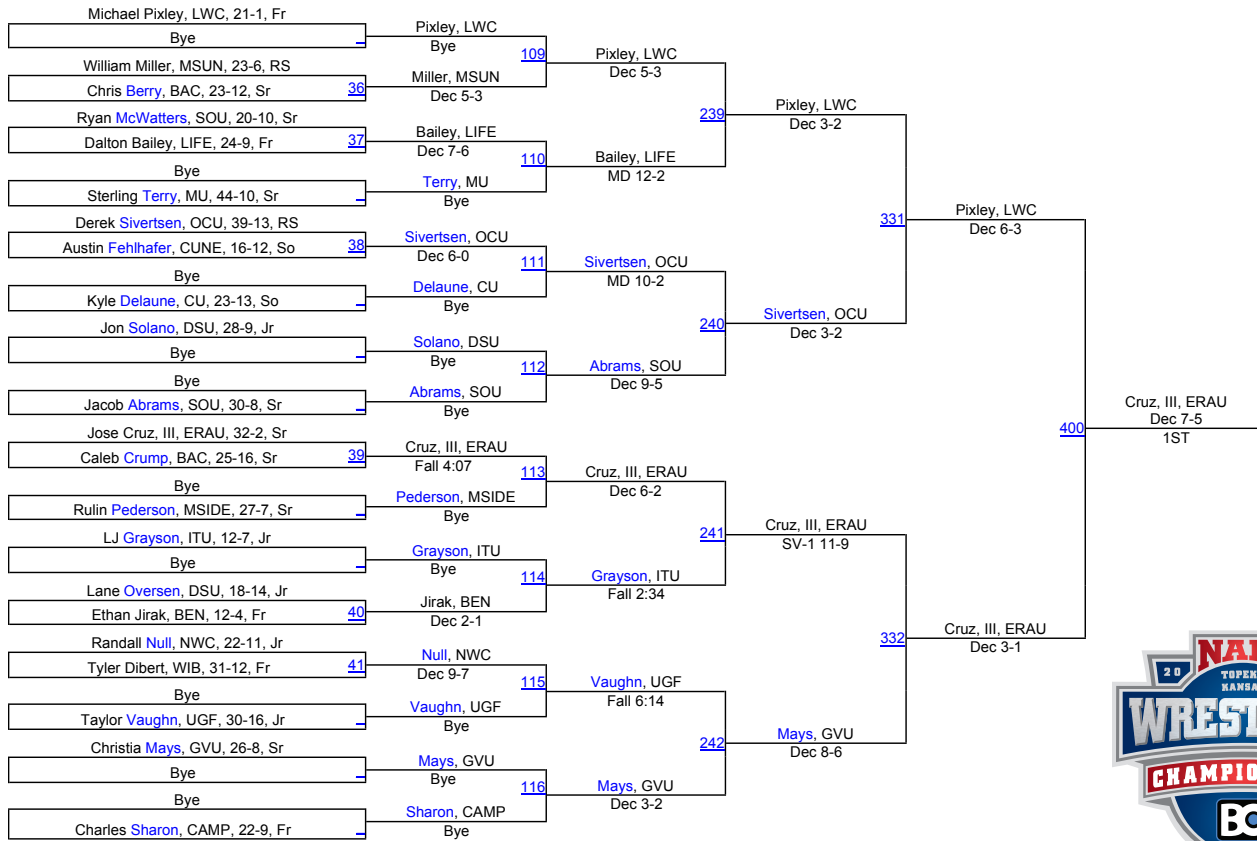 Michael Pixley, LWC, 21-1, Fr
Bye
William Miller, MSUN, 23-6, RS
Chris Berry, BAC, 23-12, Sr
36
Ryan McWatters, SOU, 20-10, Sr
Dalton Bailey, LIFE, 24-9, Fr
37
Bye
Sterling Terry, MU, 44-10, Sr
Derek Sivertsen, OCU, 39-13, RS
Austin Fehlhafer, CUNE, 16-12, So
38
Bye
Kyle Delaune, CU, 23-13, So
Jon Solano, DSU, 28-9, Jr
Bye
Bye
Jacob Abrams, SOU, 30-8, Sr
Jose Cruz, III, ERAU, 32-2, Sr
Caleb Crump, BAC, 25-16, Sr
39
Bye
Rulin Pederson, MSIDE, 27-7, Sr
LJ Grayson, ITU, 12-7, Jr
Bye
Lane Oversen, DSU, 18-14, Jr
Ethan Jirak, BEN, 12-4, Fr
40
Randall Null, NWC, 22-11, Jr
Tyler Dibert, WIB, 31-12, Fr
41
Bye
Taylor Vaughn, UGF, 30-16, Jr
Christia Mays, GVU, 26-8, Sr
Bye
Bye
Charles Sharon, CAMP, 22-9, Fr
Pixley, LWC
Bye
109
Miller, MSUN
Dec 5-3
Bailey, LIFE
Dec 7-6
110
Terry, MU
Bye
Sivertsen, OCU
Dec 6-0
111
Delaune, CU
Bye
Solano, DSU
Bye
112
Abrams, SOU
Bye
Cruz, III, ERAU
Fall 4:07
113
Pederson, MSIDE
Bye
Grayson, ITU
Bye
114
Jirak, BEN
Dec 2-1
Null, NWC
Dec 9-7
115
Vaughn, UGF
Bye
Mays, GVU
Bye
116
Sharon, CAMP
Bye
Pixley, LWC
Dec 5-3
239
Bailey, LIFE
MD 12-2
Sivertsen, OCU
MD 10-2
240
Abrams, SOU
Dec 9-5
Cruz, III, ERAU
Dec 6-2
241
Grayson, ITU
Fall 2:34
Vaughn, UGF
Fall 6:14
242
Mays, GVU
Dec 3-2
Pixley, LWC
Dec 3-2
331
Sivertsen, OCU
Dec 3-2
Cruz, III, ERAU
SV-1 11-9
332
Mays, GVU
Dec 8-6
Pixley, LWC
Dec 6-3
400
Cruz, III, ERAU
Dec 3-1
Cruz, III, ERAU
Dec 7-5
1ST
20